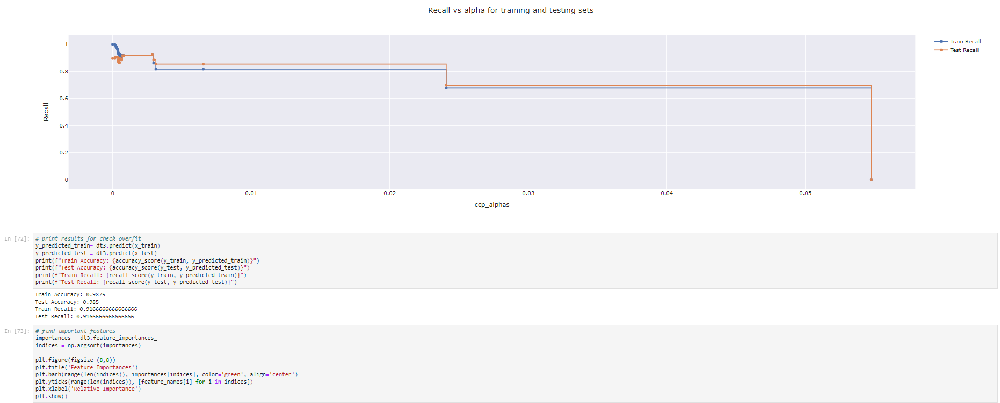 Recall vs alpha for training and testing sets
Train Recall
Test Recall
1
0.8
0.6
0.4
0.2
0
Recall
0 0.01 0.02 0.03 0.04 0.05
ccp_alphas
In [72]:
# print results for check overfit
y_predicted_train= dt3.predict(x_train)
y_predicted_test = dt3.predict(x_test)
print(f"Train Accuracy: {accuracy_score(y_train, y_predicted_train)}")
print(f"Test Accuracy: {accuracy_score(y_test, y_predicted_test)}")
print(f"Train Recall: {recall_score(y_train, y_predicted_train)}")
print(f"Test Recall: {recall_score(y_test, y_predicted_test)}")
Train Accuracy: 0.9875
Test Accuracy: 0.985
Train Recall: 0.9166666666666666
Test Recall: 0.9166666666666666
In [73]:
# find important features
importances = dt3.feature_importances_
indices = np.argsort(importances)
plt.figure(figsize=(8,8))
plt.title('Feature Importances')
plt.barh(range(len(indices)), importances[indices], color='green', align='center')
plt.yticks(range(len(indices)), [feature_names[i] for i in indices])
plt.xlabel('Relative Importance')
plt.show()